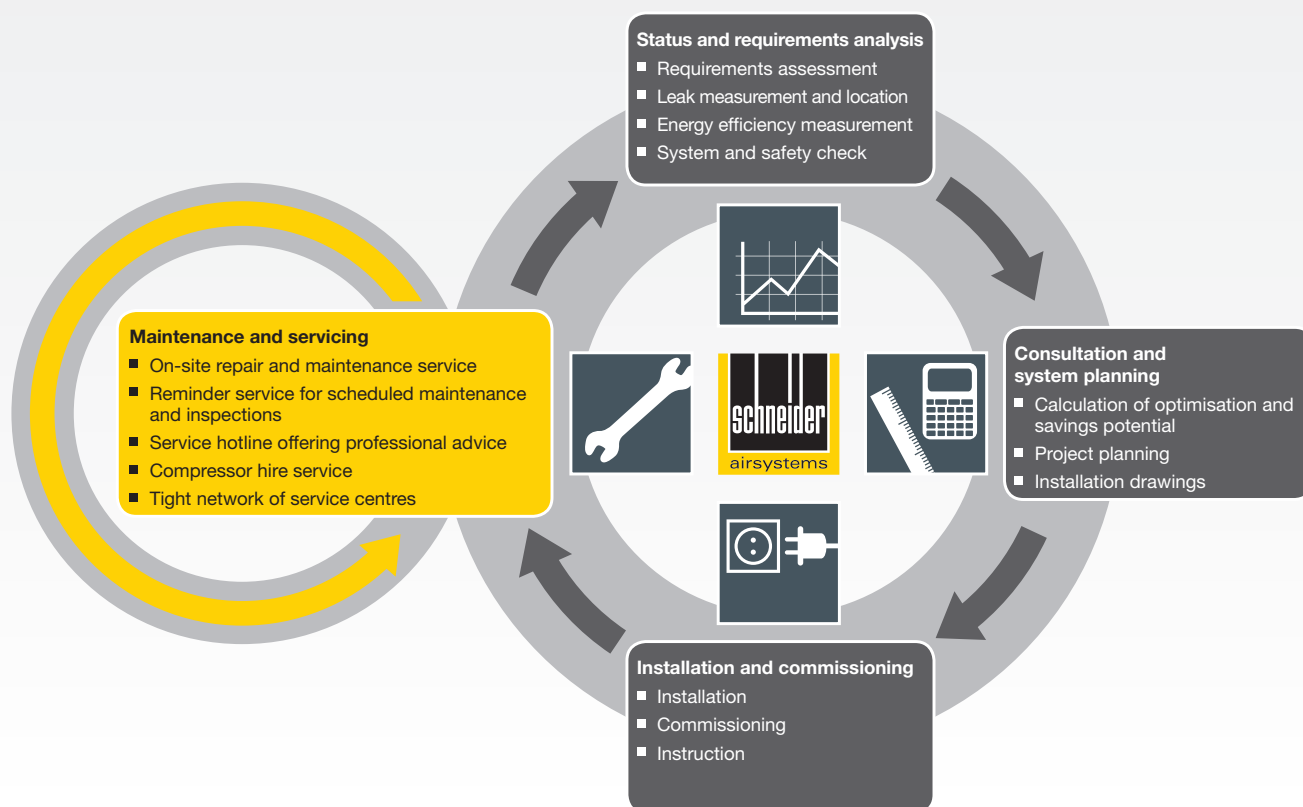 Status and requirements analysis
Requirements assessment
Leak measurement and location
Energy efficiency measurement
System and safety check
Maintenance and servicing
On-site repair and maintenance service
Reminder service for scheduled maintenance
and inspections
Service hotline offering professional advice
Compressor hire service
Tight network of service centres
schneider
airsystems
Consultation and
system planning
Calculation of optimisation and
savings potential
Project planning
Installation drawings
Installation and commissioning
Installation
Commissioning
Instruction